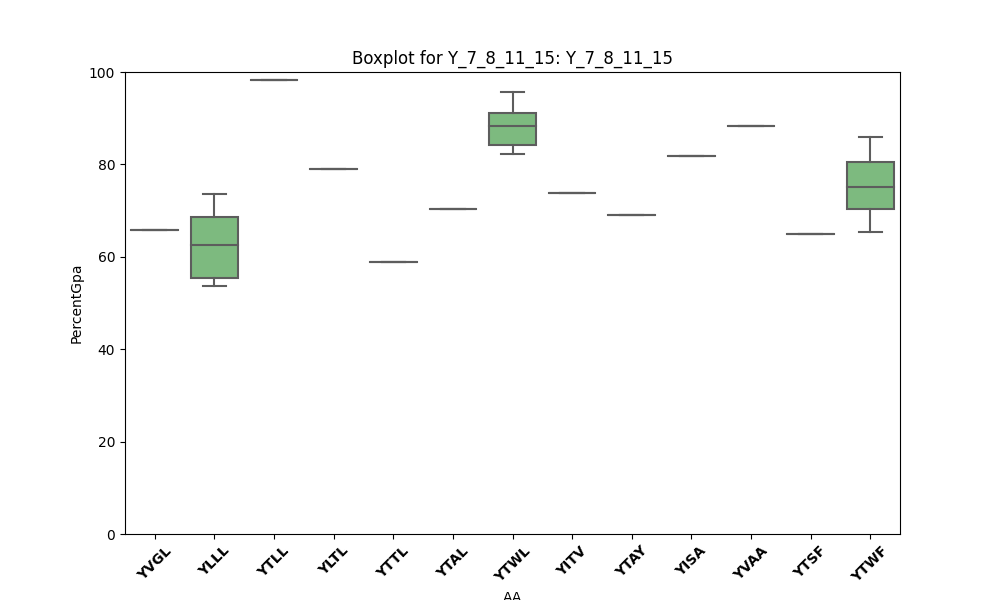 Boxplot for Y_7_8_11_15: Y_7_8_11_15
100
80
60
40
20
0
PercentGpa
YVGL
YLLL
YTLL
YLTL
YTTL
YTAL
YTWL
YITV
YTAY
YISA
YVAA
YTSF
YTWF
AA